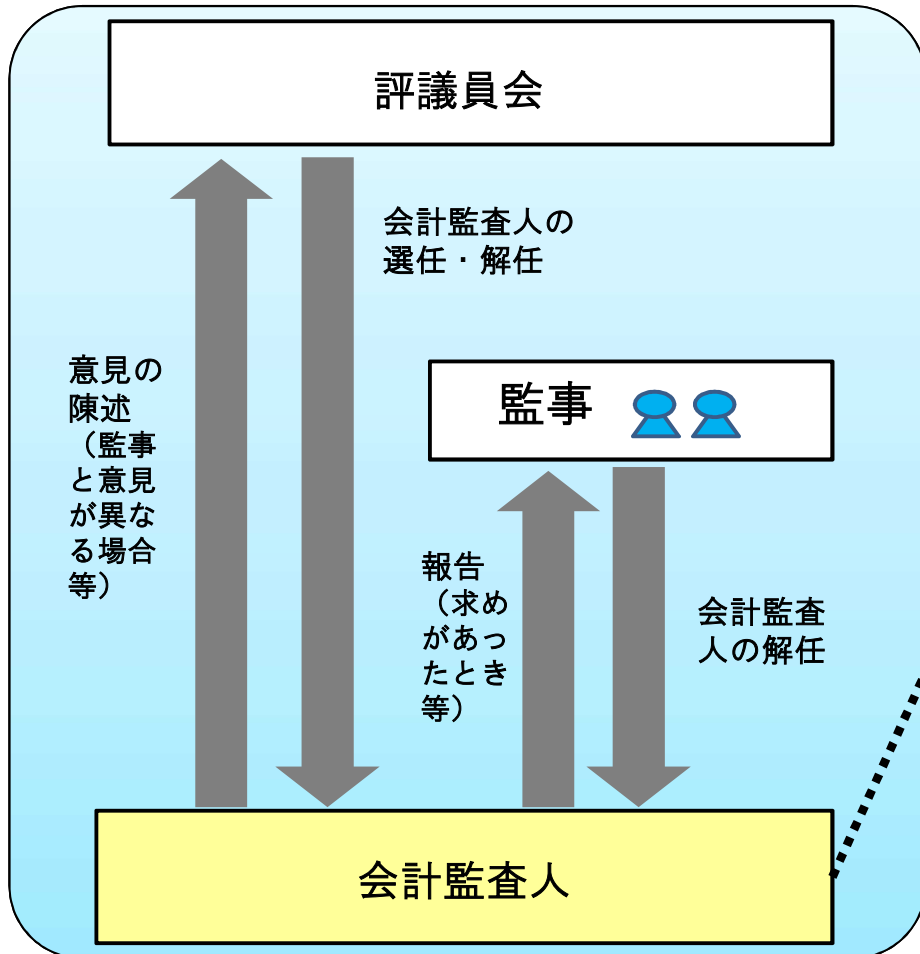 評議員会
会計監査人の
選任・解任
意見の
陳述
（監事
と意見
が異な
る場合
等）
監事
報告
（求め
があっ
たとき
等）
会計監査
人の解任
会計監査人